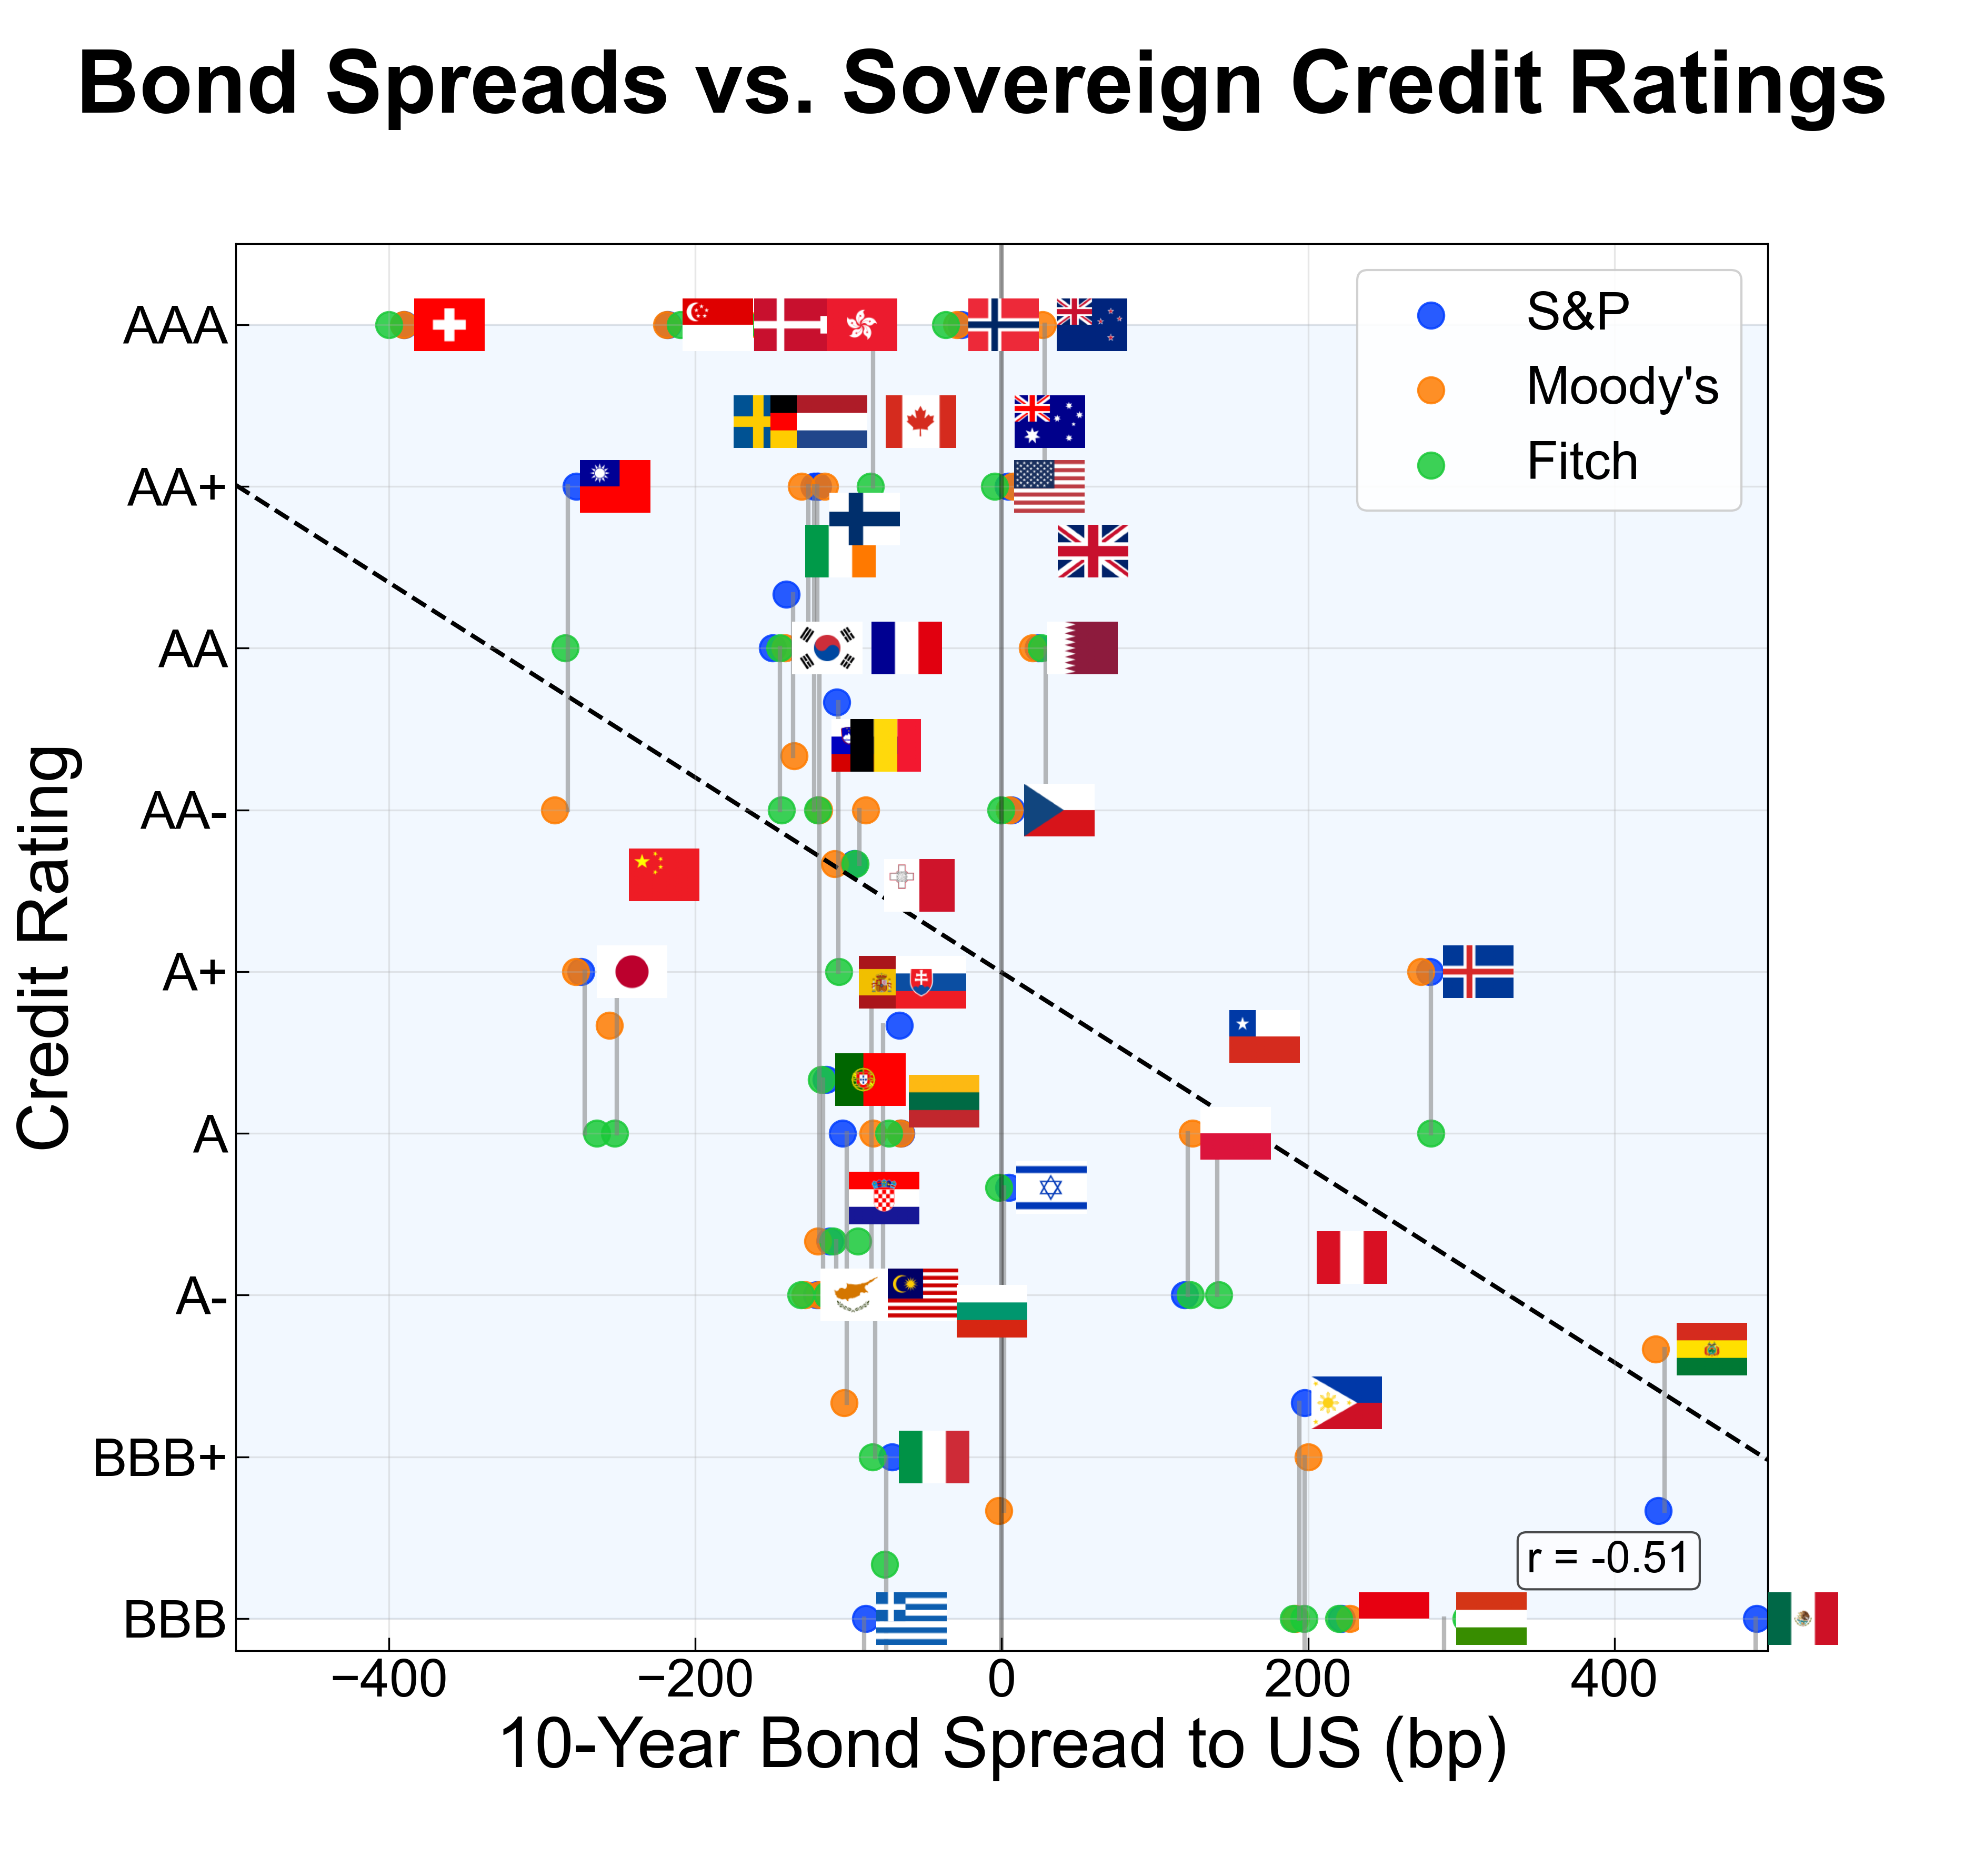 Bond Spreads vs. Sovereign Credit Ratings
S&P
Moody's
Fitch
Credit Rating
AAA
AA+
AA
AA-
A+
A
A-
BBB+
BBB
r = -0.51
−400 −200 0 200 400
10-Year Bond Spread to US (bp)